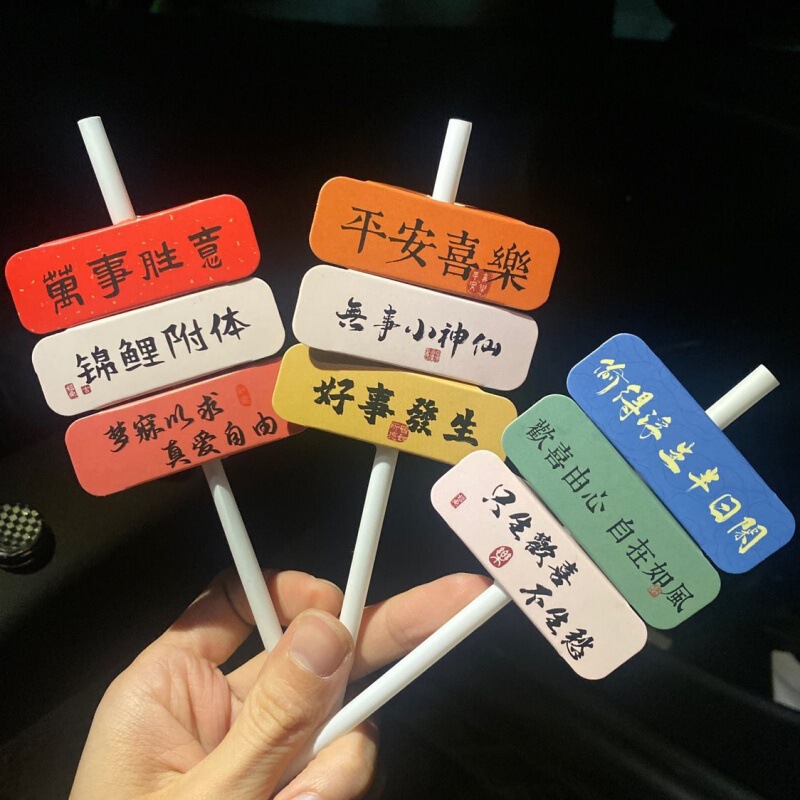 萬事胜意
锦鲤附体
夢寐以求
真爱自由
平安喜樂
無事小神仙
好事發生
偷得浮生半日閑
歡喜由心 自在如風
只生歡喜
樂
不生愁